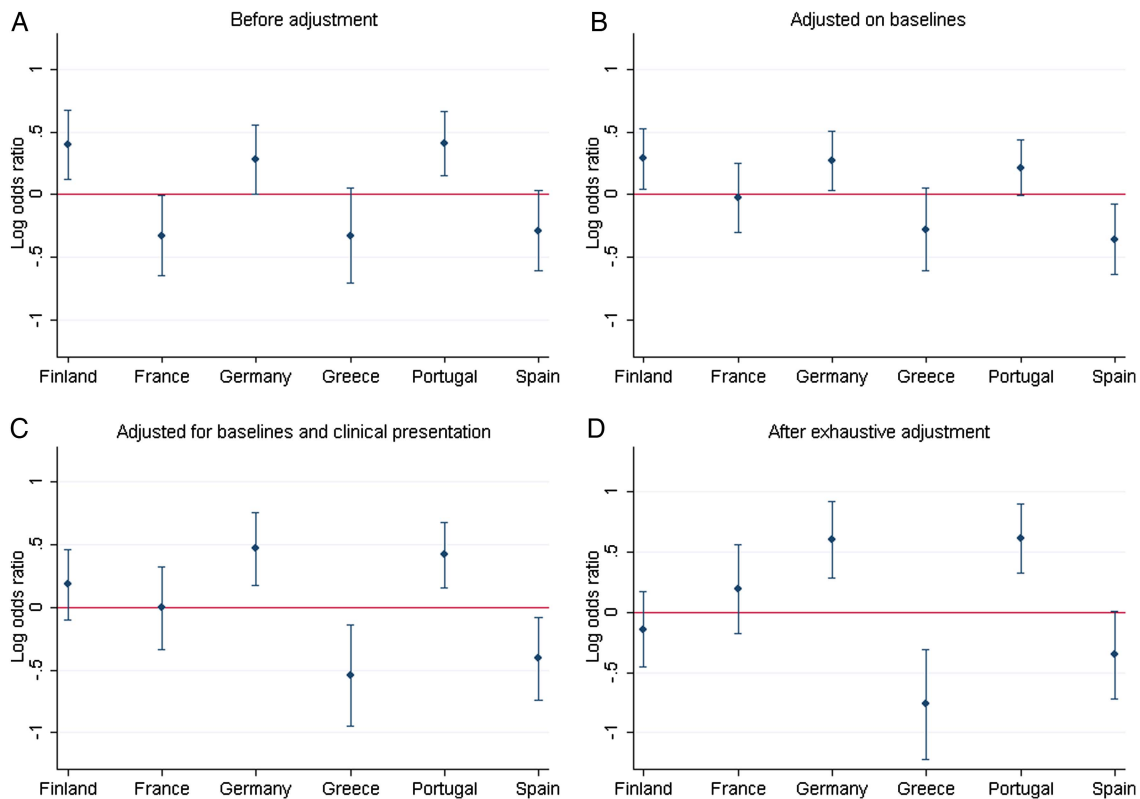 A
Before adjustment
Log odds ratio
1
.5
0
-.5
-1
Finland France Germany Greece Portugal Spain
B
Adjusted on baselines
Log odds ratio
1
.5
0
-.5
-1
Finland France Germany Greece Portugal Spain
C
Adjusted for baselines and clinical presentation
Log odds ratio
1
.5
0
-.5
-1
Finland France Germany Greece Portugal Spain
D
After exhaustive adjustment
Log odds ratio
1
.5
0
-.5
-1
Finland France Germany Greece Portugal Spain